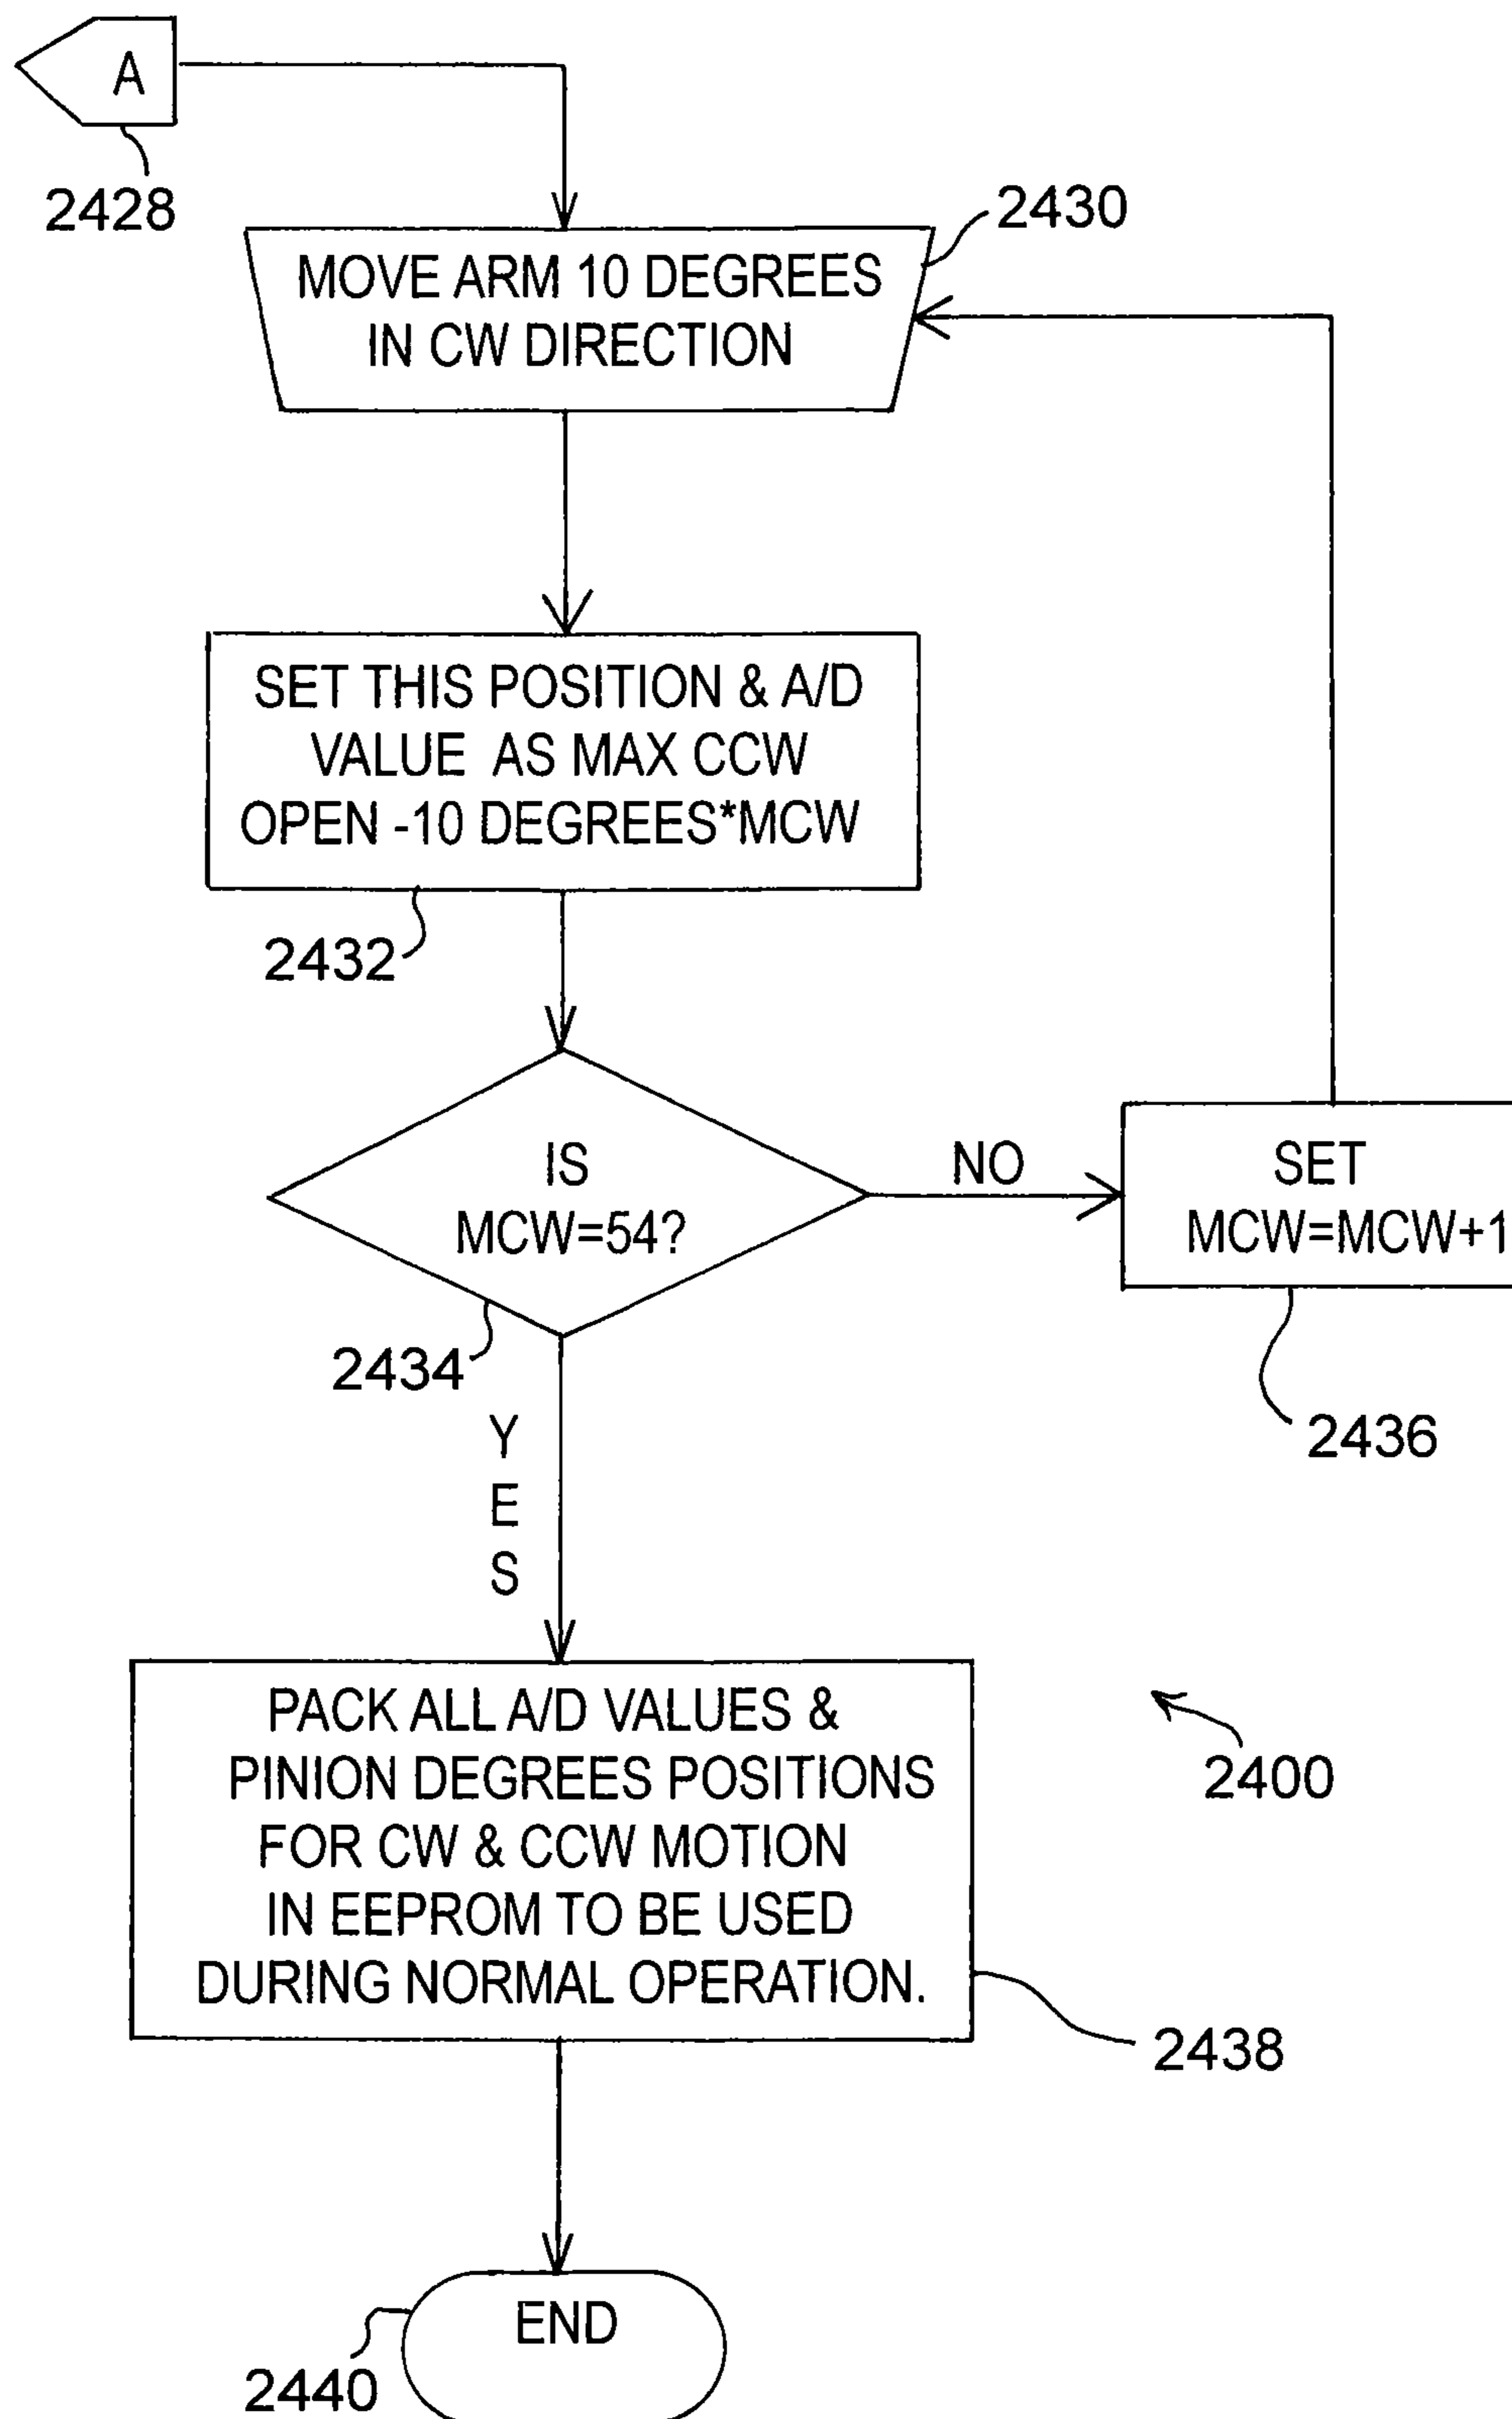 A
2428
2430
MOVE ARM 10 DEGREES
IN CW DIRECTION
SET THIS POSITION & A/D
VALUE AS MAX CCW
OPEN -10 DEGREES*MCW
2432
IS
MCW=54?
NO
SET
MCW=MCW+1
2434
2436
YES
PACK ALL A/D VALUES &
PINION DEGREES POSITIONS
FOR CW & CCW MOTION
IN EEPROM TO BE USED
DURING NORMAL OPERATION.
2400
2438
END
2440